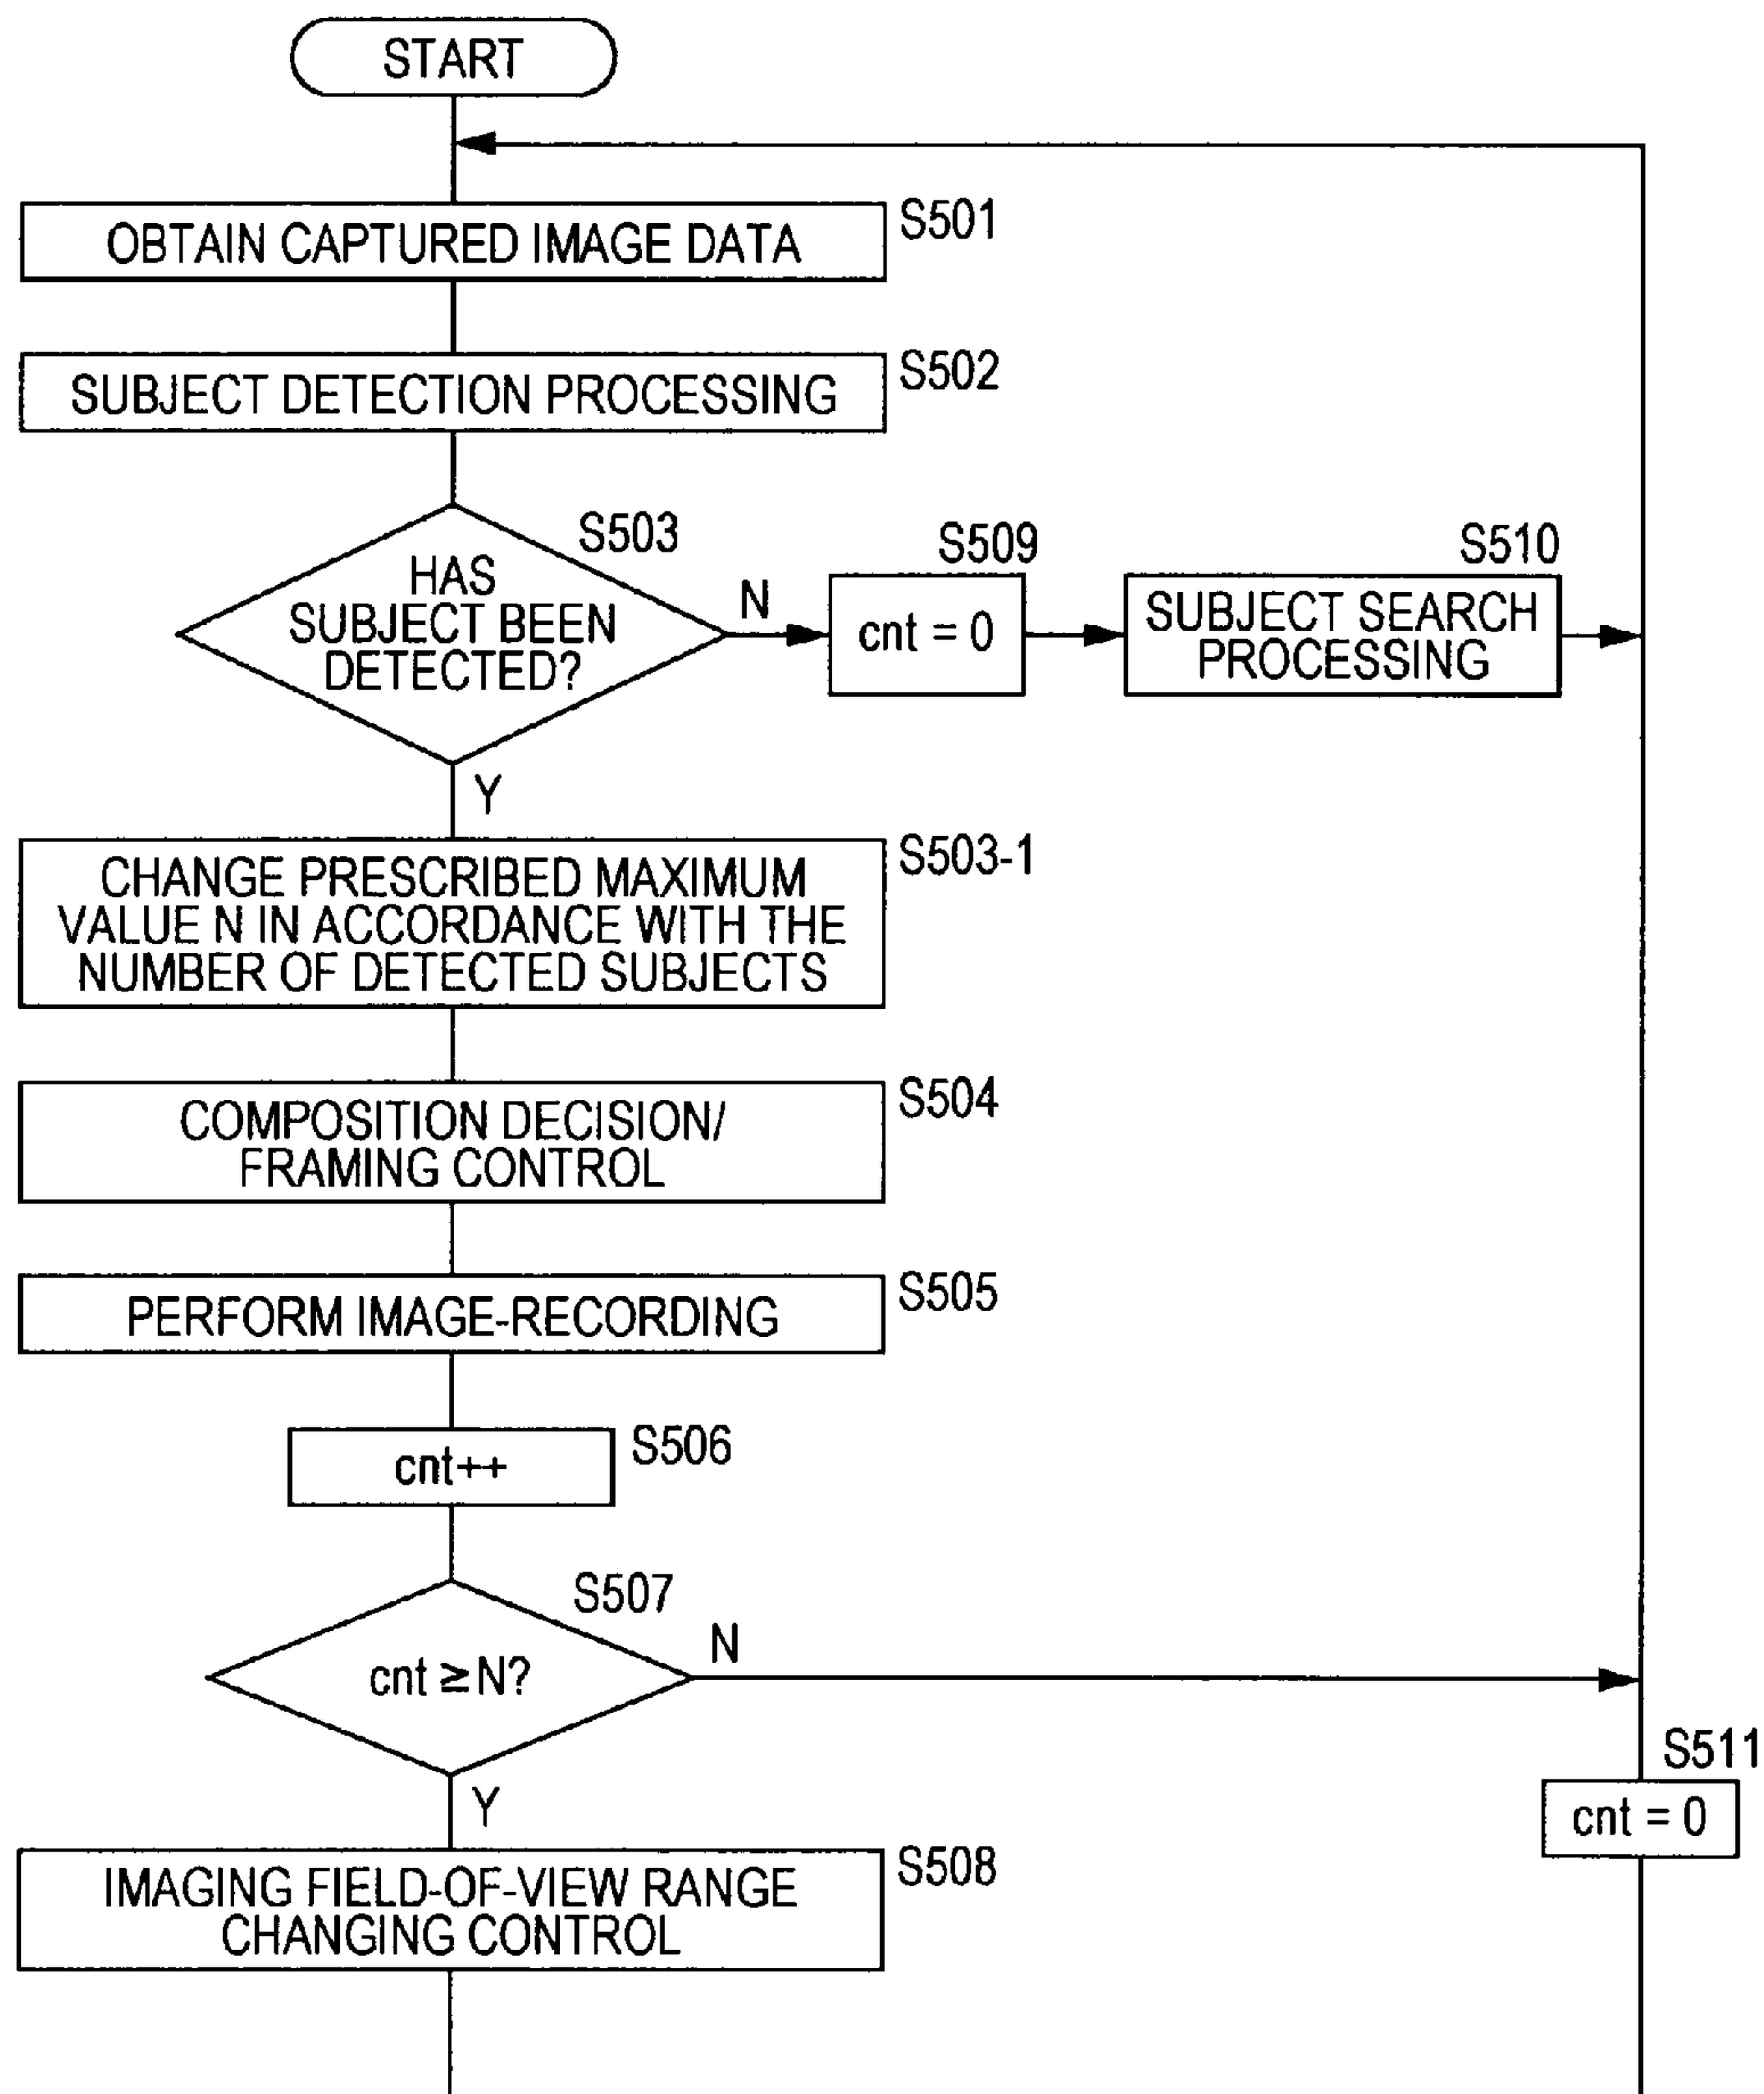 START
OBTAIN CAPTURED IMAGE DATA
S501
SUBJECT DETECTION PROCESSING
S502
S503
HAS
SUBJECT BEEN
DETECTED?
N
S509
cnt = 0
S510
SUBJECT SEARCH
PROCESSING
Y
CHANGE PRESCRIBED MAXIMUM
VALUE N IN ACCORDANCE WITH THE
NUMBER OF DETECTED SUBJECTS
S503-1
COMPOSITION DECISION/
FRAMING CONTROL
S504
PERFORM IMAGE-RECORDING
S505
cnt++
S506
S507
cnt ≥ N?
N
Y
S511
cnt = 0
IMAGING FIELD-OF-VIEW RANGE
CHANGING CONTROL
S508